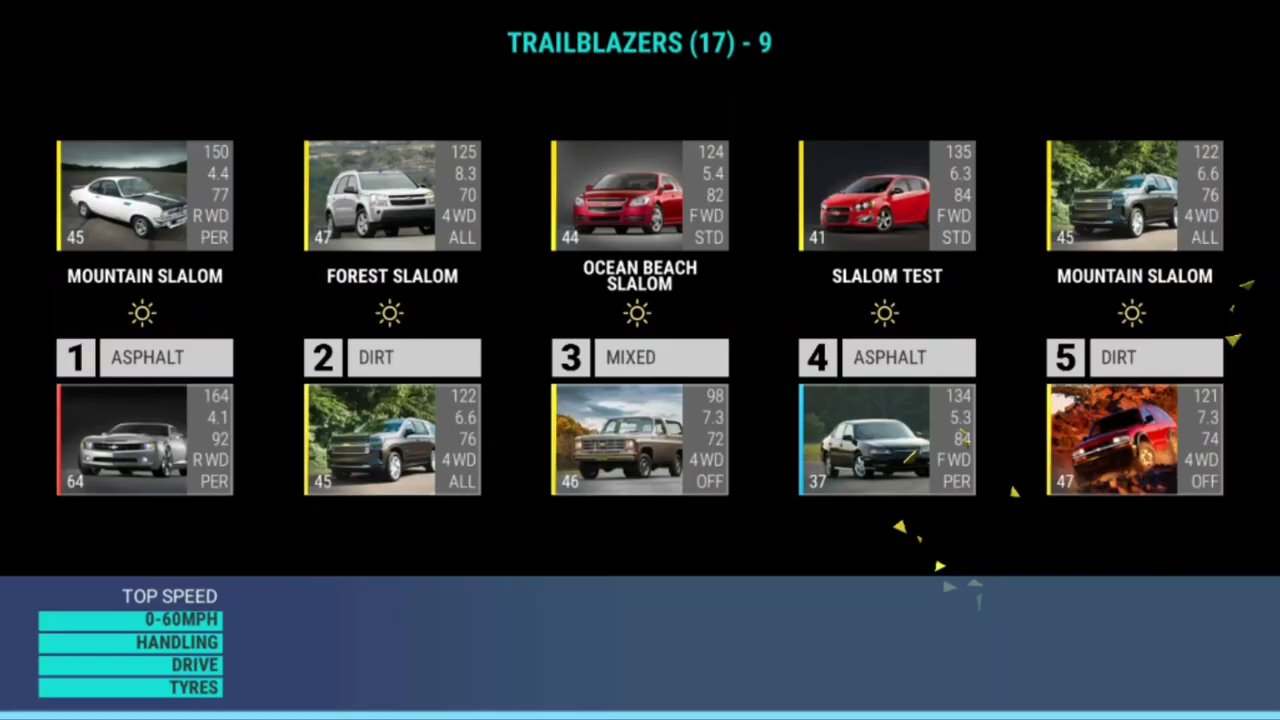 TRAILBLAZERS (17) - 9
150
4.4
77
RWD
PER
45
125
8.3
70
4WD
ALL
47
124
5.4
82
FWD
STD
44
135
6.3
84
FWD
STD
41
122
6.6
76
4WD
ALL
45
MOUNTAIN SLALOM
FOREST SLALOM
OCEAN BEACH
SLALOM
SLALOM TEST
MOUNTAIN SLALOM
1 ASPHALT
2 DIRT
3 MIXED
4 ASPHALT
5 DIRT
164
4.1
92
RWD
PER
64
122
6.6
76
4WD
ALL
45
98
7.3
72
4WD
OFF
46
134
5.3
84
FWD
PER
37
121
7.3
74
4WD
OFF
47
TOP SPEED
0-60MPH
HANDLING
DRIVE
TYRES